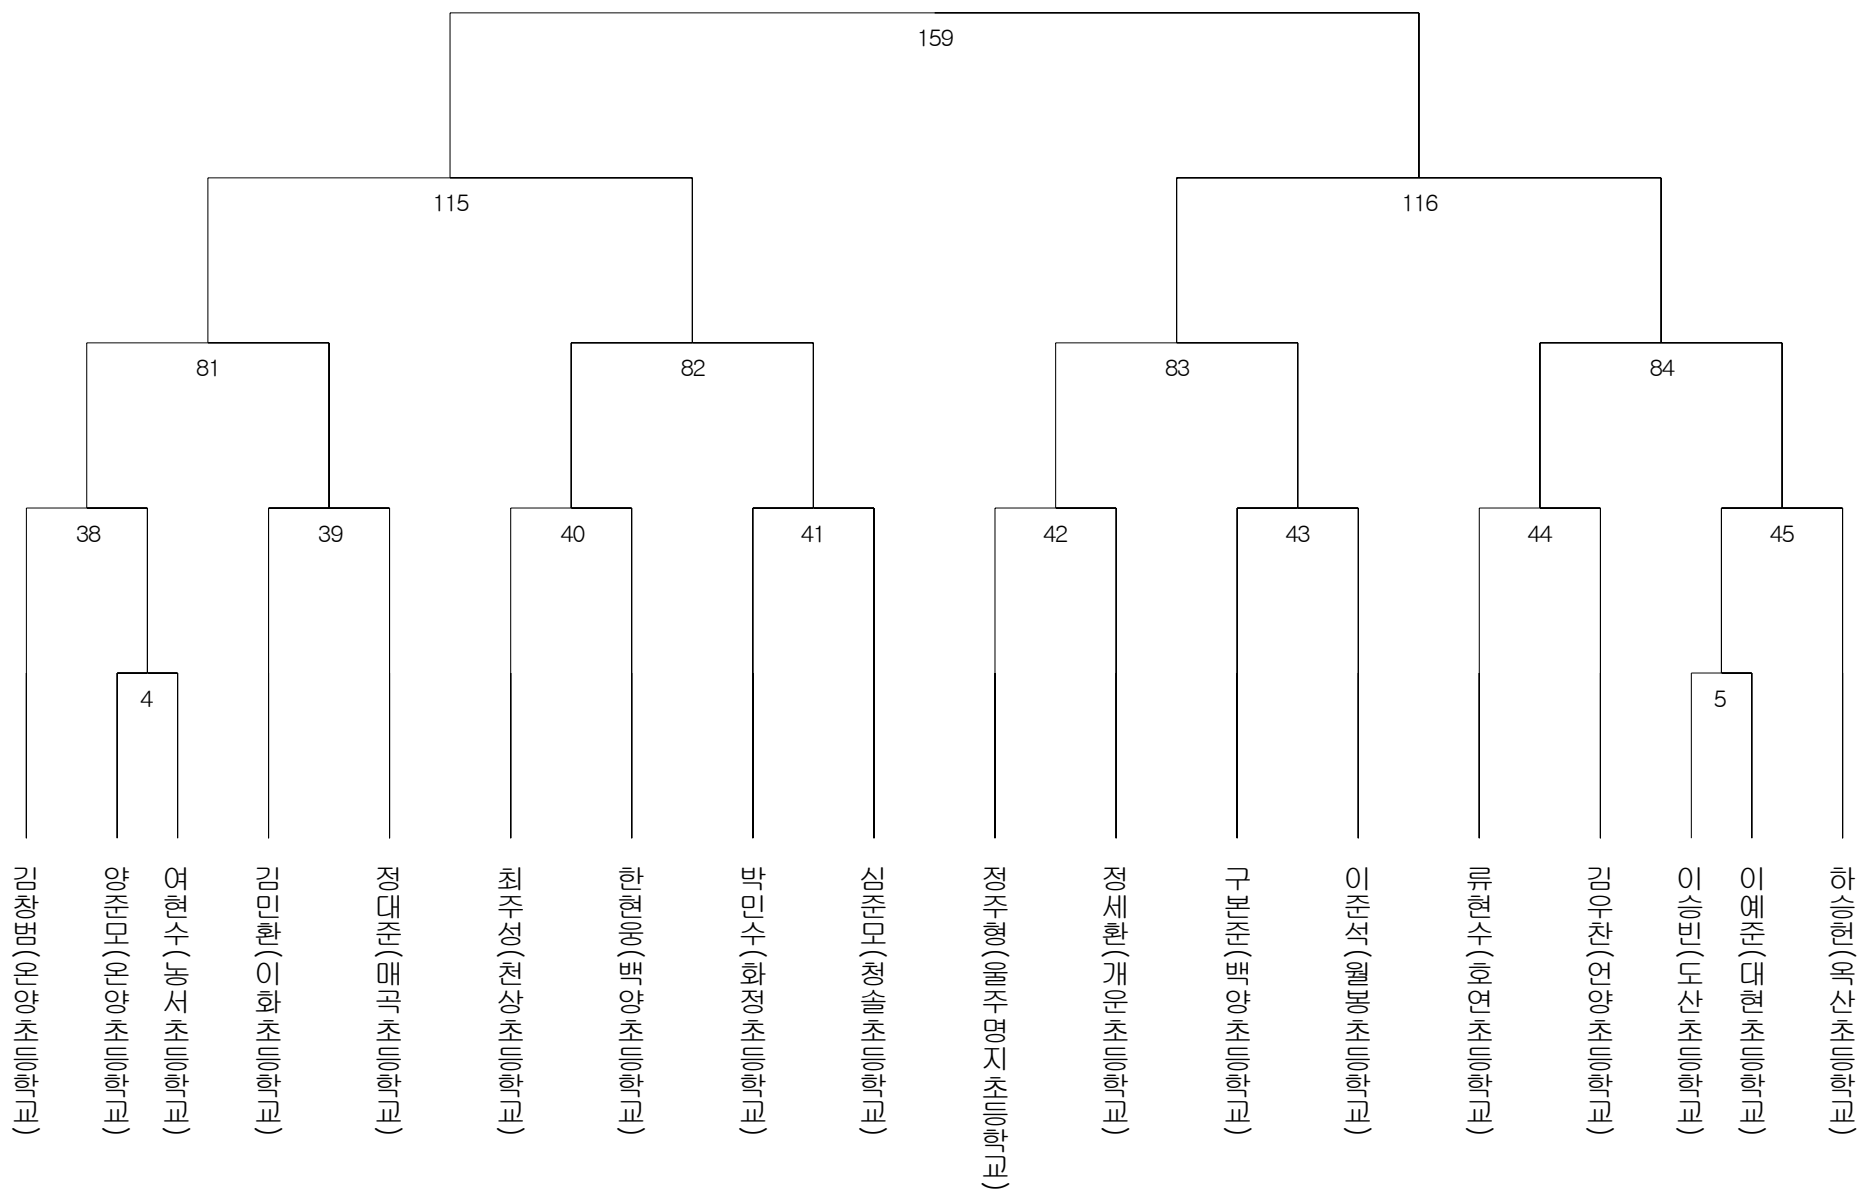 159
115
116
81
82
83
84
38
39
40
41
42
43
44
45
4
5
김창범(온양초등학교)
양준모(온양초등학교)
여현수(농서초등학교)
김민환(이화초등학교)
정대준(매곡초등학교)
최주성(천상초등학교)
한현웅(백양초등학교)
박민수(화정초등학교)
심준모(청솔초등학교)
정주형(울주명지초등학교)
정세환(개운초등학교)
구본준(백양초등학교)
이준석(월봉초등학교)
류현수(호연초등학교)
김우찬(언양초등학교)
이승빈(도산초등학교)
이예준(대현초등학교)
하승헌(옥산초등학교)